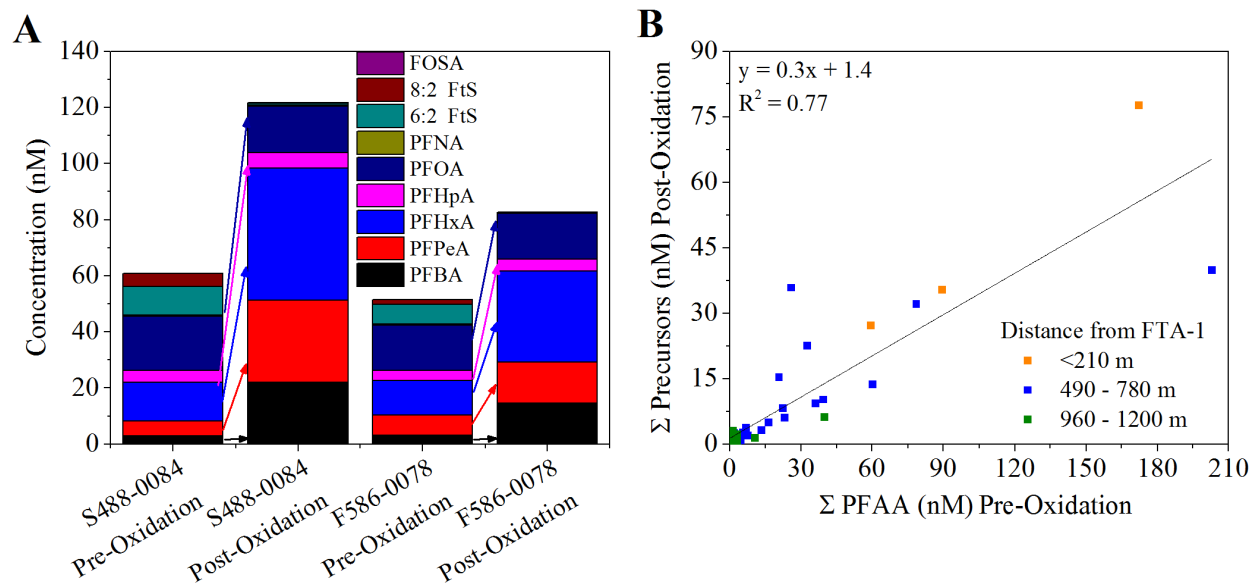 A
Concentration (nM)
140
120
100
80
60
40
20
0
FOSA
8:2 FtS
6:2 FtS
PFNA
PFOA
PFHpA
PFHxA
PFPeA
PFBA
S488-0084
Pre-Oxidation
S488-0084
Post-Oxidation
F586-0078
Pre-Oxidation
F586-0078
Post-Oxidation
B
Σ Precursors (nM) Post-Oxidation
90
75
60
45
30
15
0
y = 0.3x + 1.4
R² = 0.77
Distance from FTA-1
<210 m
490 - 780 m
960 - 1200 m
0 30 60 90 120 150 180 210
Σ PFAA (nM) Pre-Oxidation